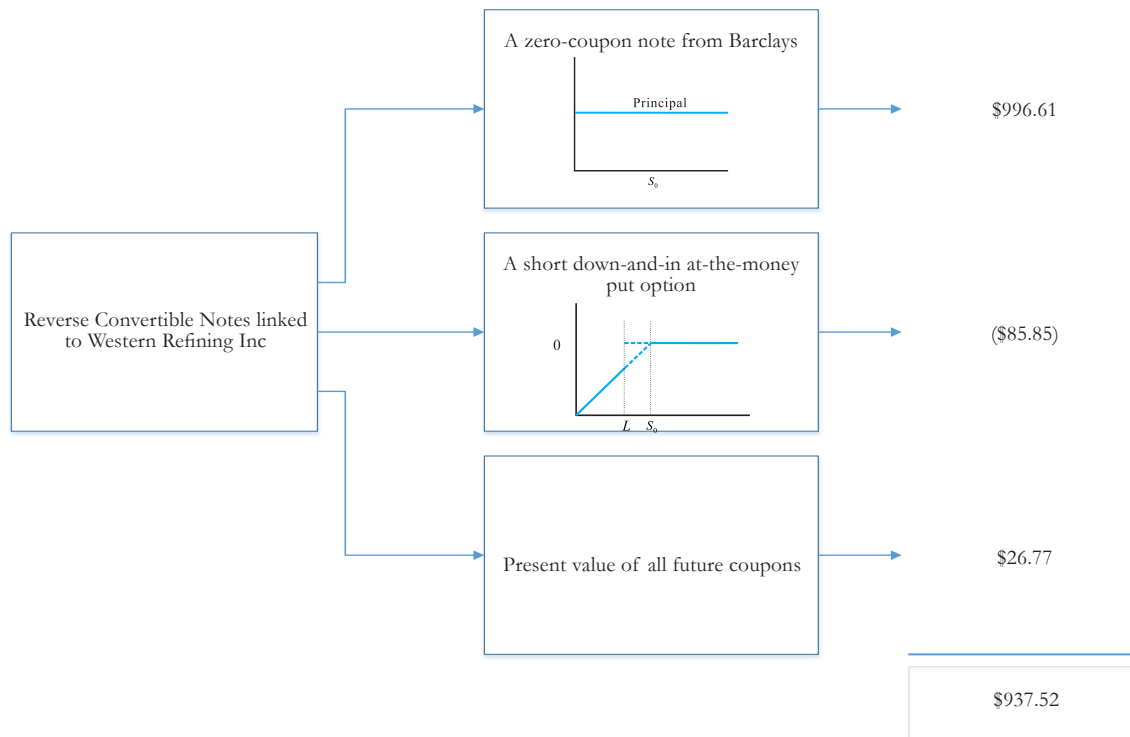 A zero-coupon note from Barclays
Principal
S₀
$996.61
Reverse Convertible Notes linked
to Western Refining Inc
A short down-and-in at-the-money
put option
0
L S₀
($85.85)
Present value of all future coupons
$26.77
$937.52